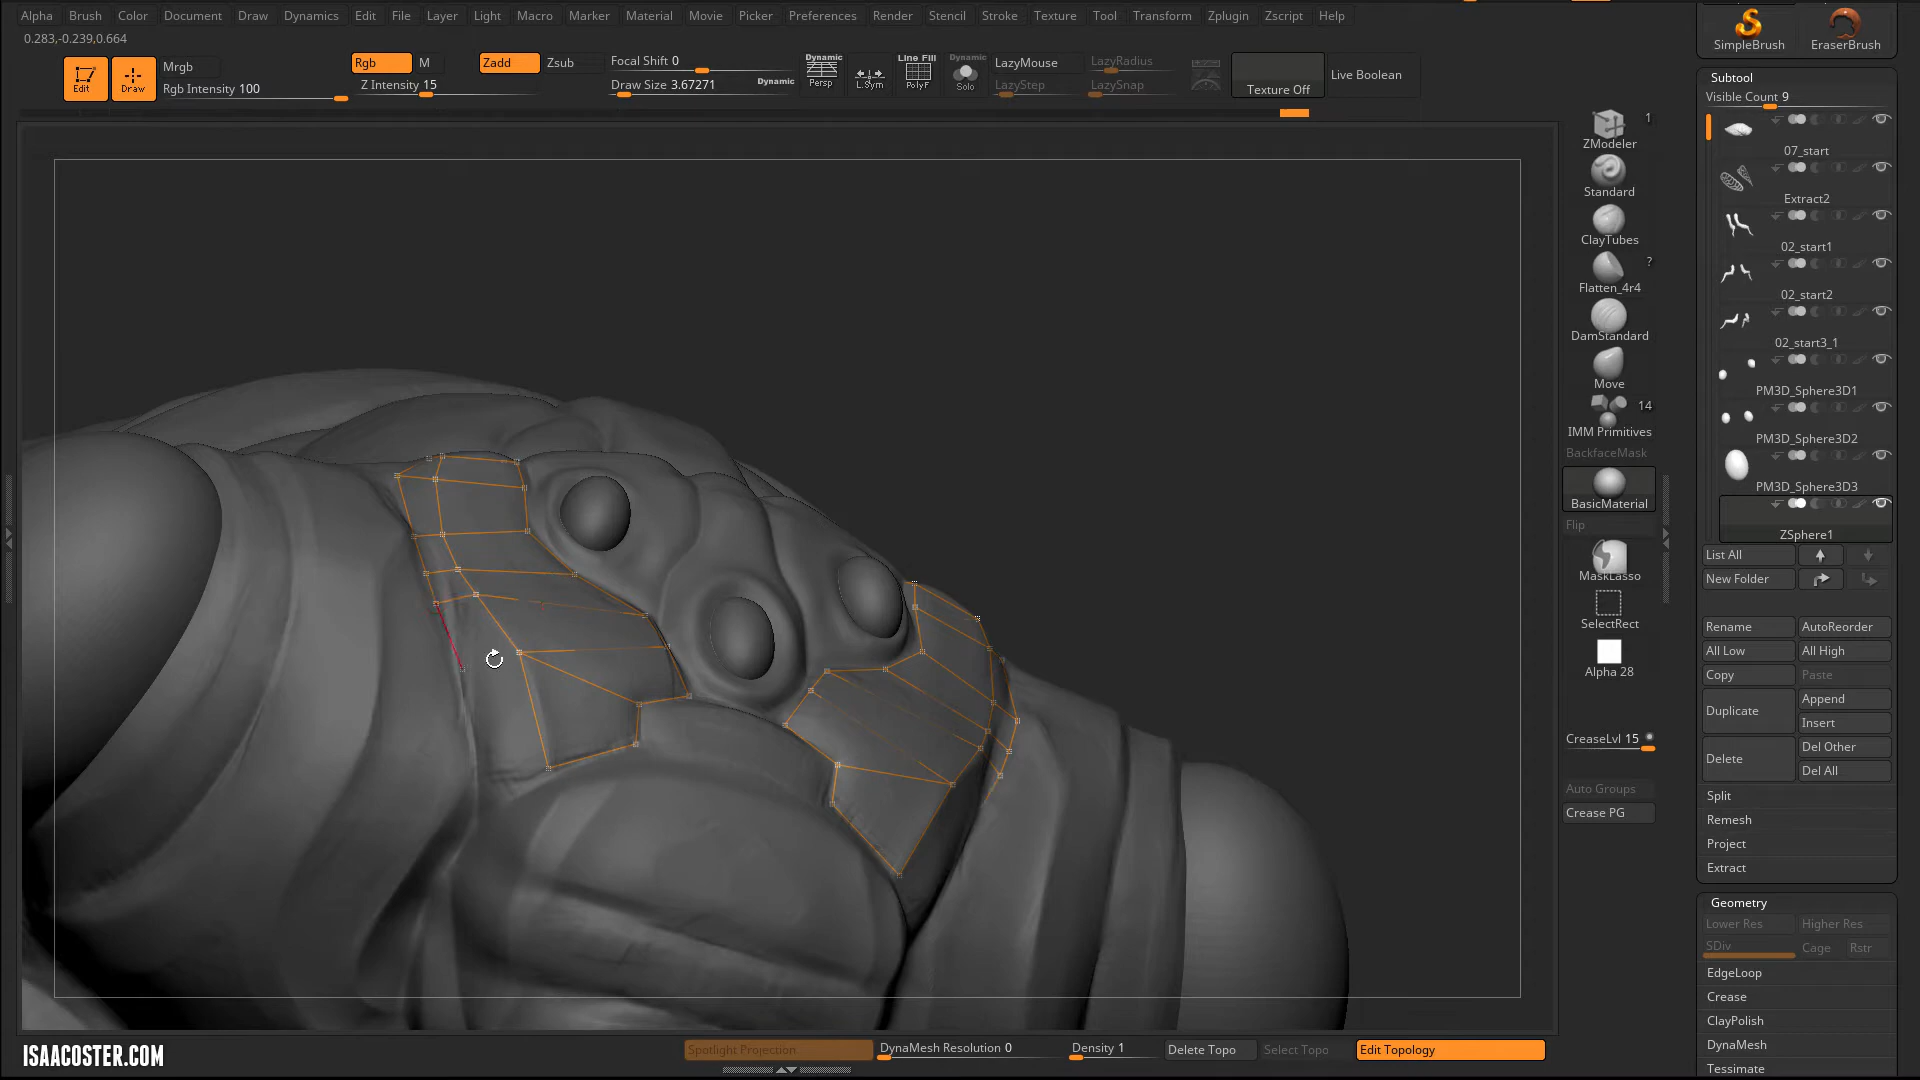 Alpha Brush Color Document Draw Dynamics Edit File Layer Light Macro Marker Material Movie Picker Preferences Render Stencil Stroke Texture Tool Transform Zplugin Zscript Help
0.283,-0.239,0.664
Edit
Draw
Mrgb
Rgb Intensity 100
Rgb
M
Z Intensity 15
Zadd
Zsub
Focal Shift 0
Draw Size 3.67271
Dynamic
Dynamic
Persp
L.Sym
Line Fill
PolyF
Dynamic
Solo
LazyMouse
LazyStep
LazyRadius
LazySnap
Texture Off
Live Boolean
SimpleBrush
EraserBrush
1
ZModeler
Standard
ClayTubes
?
Flatten_4r4
DamStandard
Move
14
IMM Primitives
BackfaceMask
BasicMaterial
Flip
MaskLasso
SelectRect
Alpha 28
CreaseLvl 15
Auto Groups
Crease PG
Subtool
Visible Count 9
07_start
Extract2
02_start1
02_start2
02_start3_1
PM3D_Sphere3D1
PM3D_Sphere3D2
PM3D_Sphere3D3
ZSphere1
List All
New Folder
Rename AutoReorder
All Low All High
Copy Paste
Duplicate Append
Insert
Delete Del Other
Del All
Split
Remesh
Project
Extract
Geometry
Lower Res Higher Res
SDiv Cage Rstr
EdgeLoop
Crease
ClayPolish
DynaMesh
Tessimate
ISAACOSTER.COM
Spotlight Projection
DynaMesh Resolution 0
Density 1
Delete Topo
Select Topo
Edit Topology